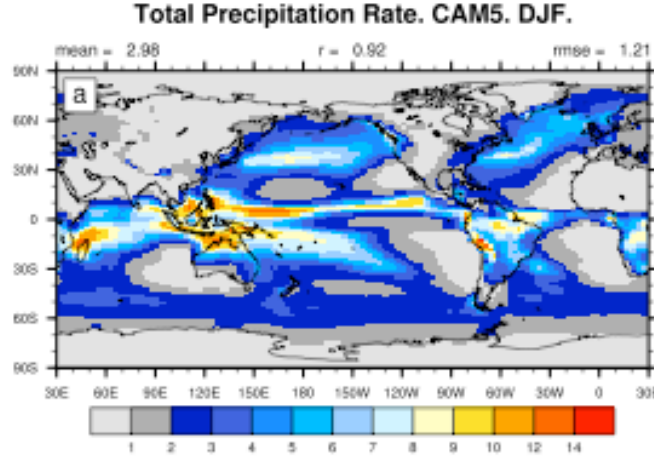 Total Precipitation Rate. CAM5. DJF.
mean = 2.98 r = 0.92 rmse = 1.21
a
90N
60N
30N
0
30S
60S
90S
30E 60E 90E 120E 150E 180 150W 120W 90W 60W 30W 0 30E
1 2 3 4 5 6 7 8 9 10 12 14